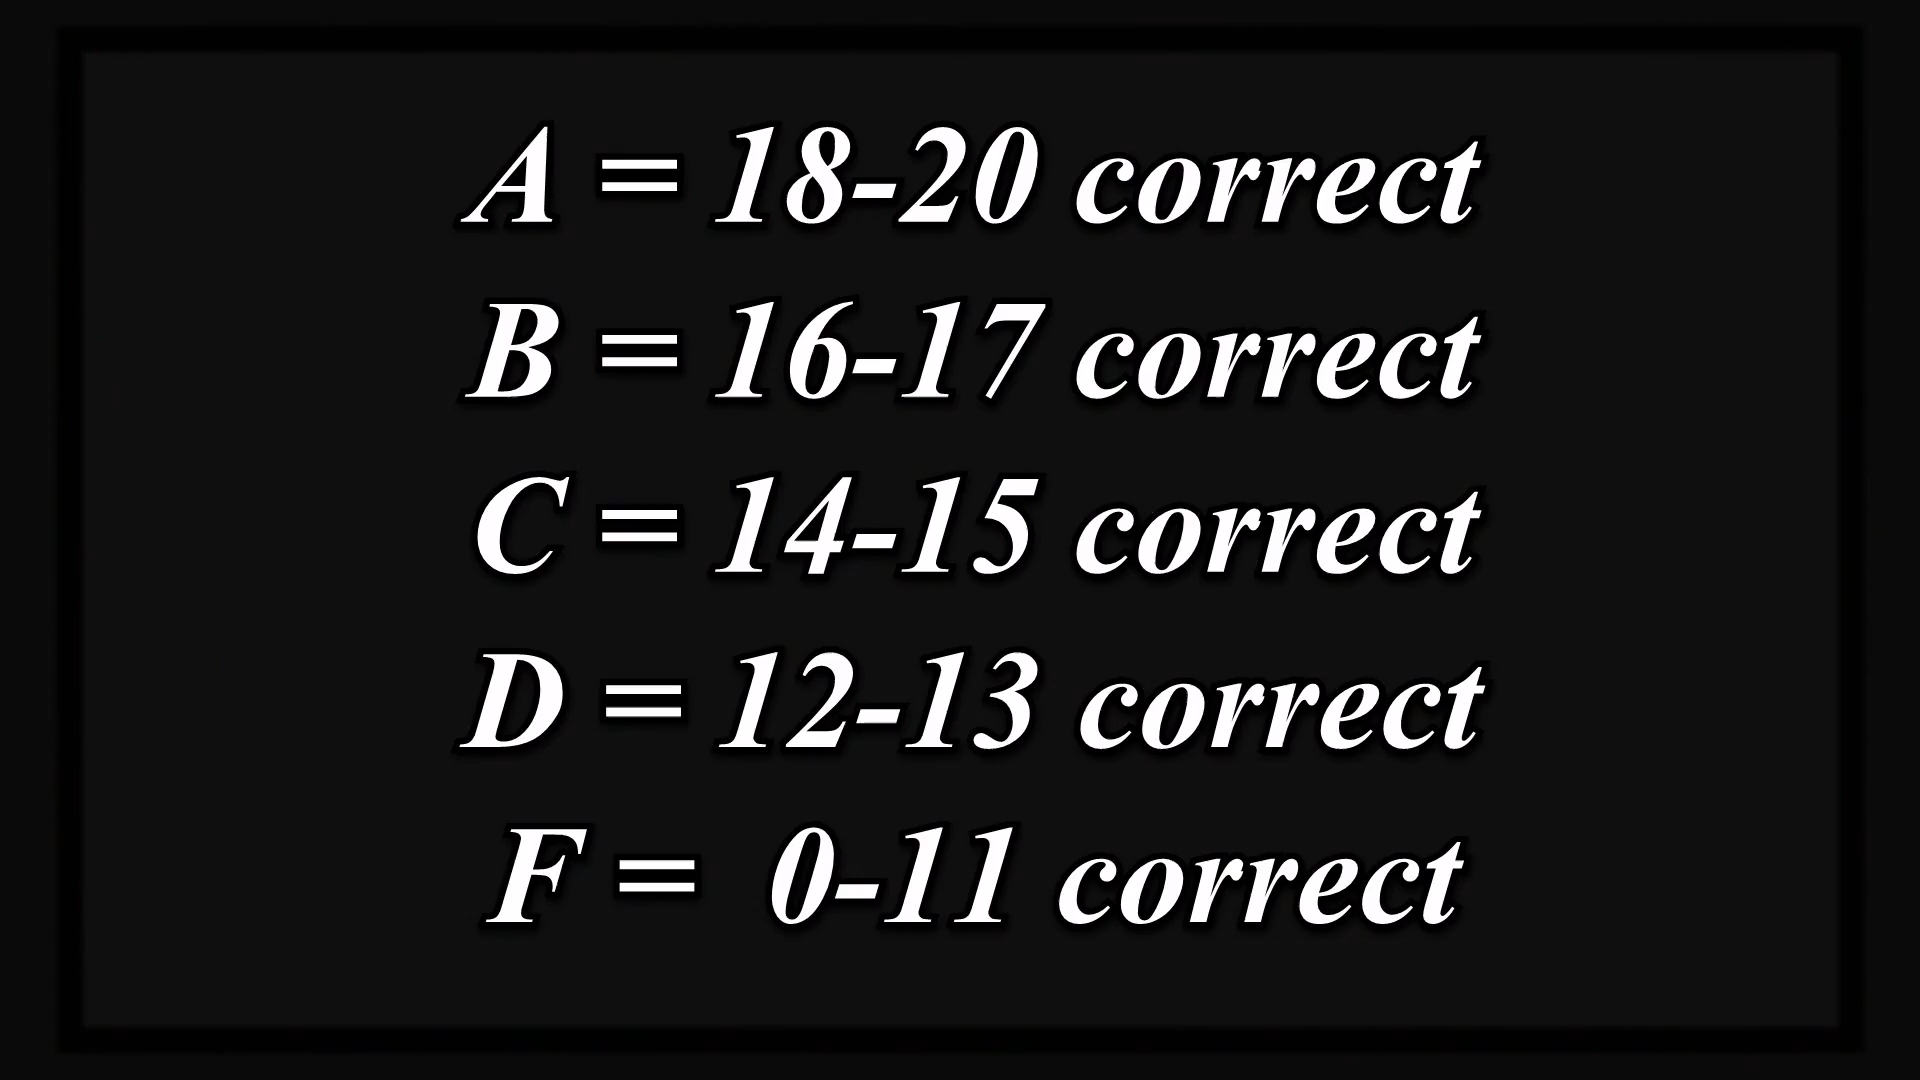 A = 18-20 correct
B = 16-17 correct
C = 14-15 correct
D = 12-13 correct
F = 0-11 correct